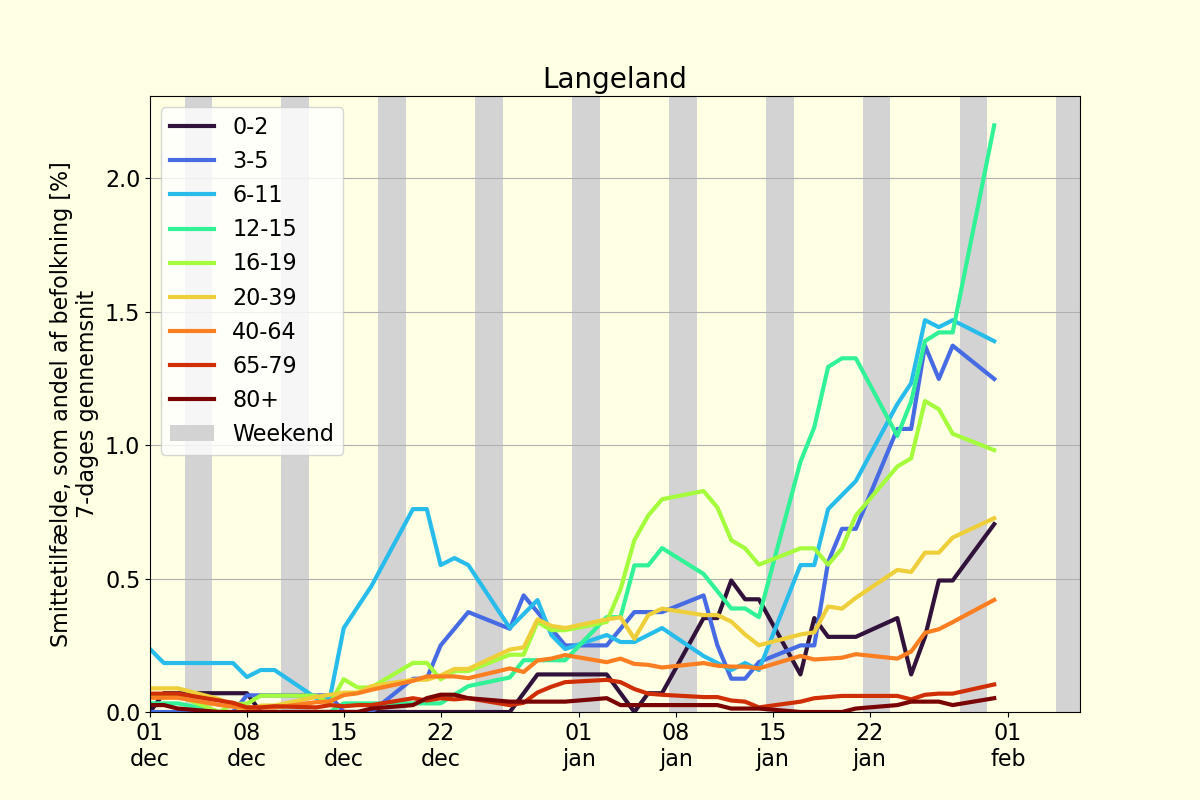 Langeland
Smittetilfælde, som andel af befolkning [%]
7-dages gennemsnit
2.0
1.5
1.0
0.5
0.0
0-2
3-5
6-11
12-15
16-19
20-39
40-64
65-79
80+
Weekend
01 08 15 22 01 08 15 22 01
dec dec dec dec jan jan jan jan feb